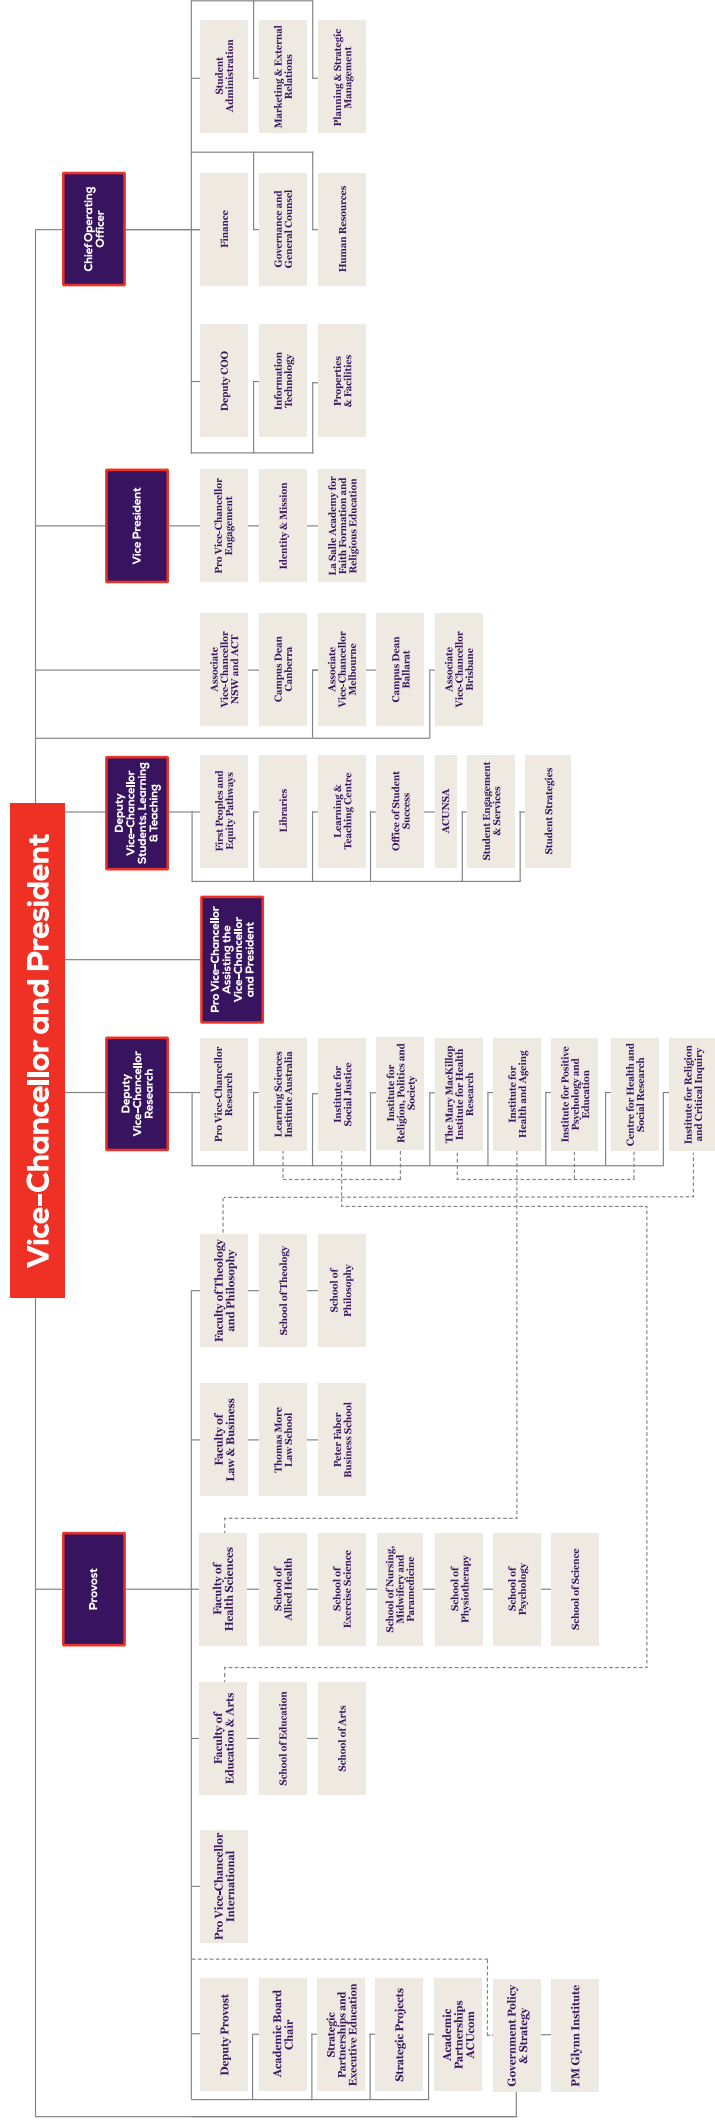 Vice-Chancellor and President
Provost
Deputy
Vice-Chancellor
Research
Pro Vice-Chancellor
Assisting the
Vice-Chancellor
and President
Deputy
Vice-Chancellor
Students, Learning
& Teaching
Vice President
Chief Operating
Officer
Deputy Provost
Academic Board
Chair
Strategic
Partnerships and
Executive Education
Strategic Projects
Academic
Partnerships
ACUcom
Government Policy
& Strategy
PM Glynn Institute
Pro Vice-Chancellor
International
Faculty of
Education & Arts
School of Education
School of Arts
Faculty of
Health Sciences
School of
Allied Health
School of
Exercise Science
School of Nursing,
Midwifery and
Paramedicine
School of
Physiotherapy
School of
Psychology
School of Science
Faculty of
Law & Business
Thomas More
Law School
Peter Faber
Business School
Faculty of Theology
and Philosophy
School of Theology
School of
Philosophy
Pro Vice-Chancellor
Research
Learning Sciences
Institute Australia
Institute for
Social Justice
Institute for
Religion, Politics and
Society
The Mary MacKillop
Institute for Health
Research
Institute for
Health and Ageing
Institute for Positive
Psychology and
Education
Centre for Health and
Social Research
Institute for Religion
and Critical Inquiry
First Peoples and
Equity Pathways
Libraries
Learning &
Teaching Centre
Office of Student
Success
ACUNSA
Student Engagement
& Services
Student Strategies
Associate
Vice-Chancellor
NSW and ACT
Campus Dean
Canberra
Associate
Vice-Chancellor
Melbourne
Campus Dean
Ballarat
Associate
Vice-Chancellor
Brisbane
Pro Vice-Chancellor
Engagement
Identity & Mission
La Salle Academy for
Faith Formation and
Religious Education
Deputy COO
Information
Technology
Properties
& Facilities
Finance
Governance and
General Counsel
Human Resources
Student
Administration
Marketing & External
Relations
Planning & Strategic
Management